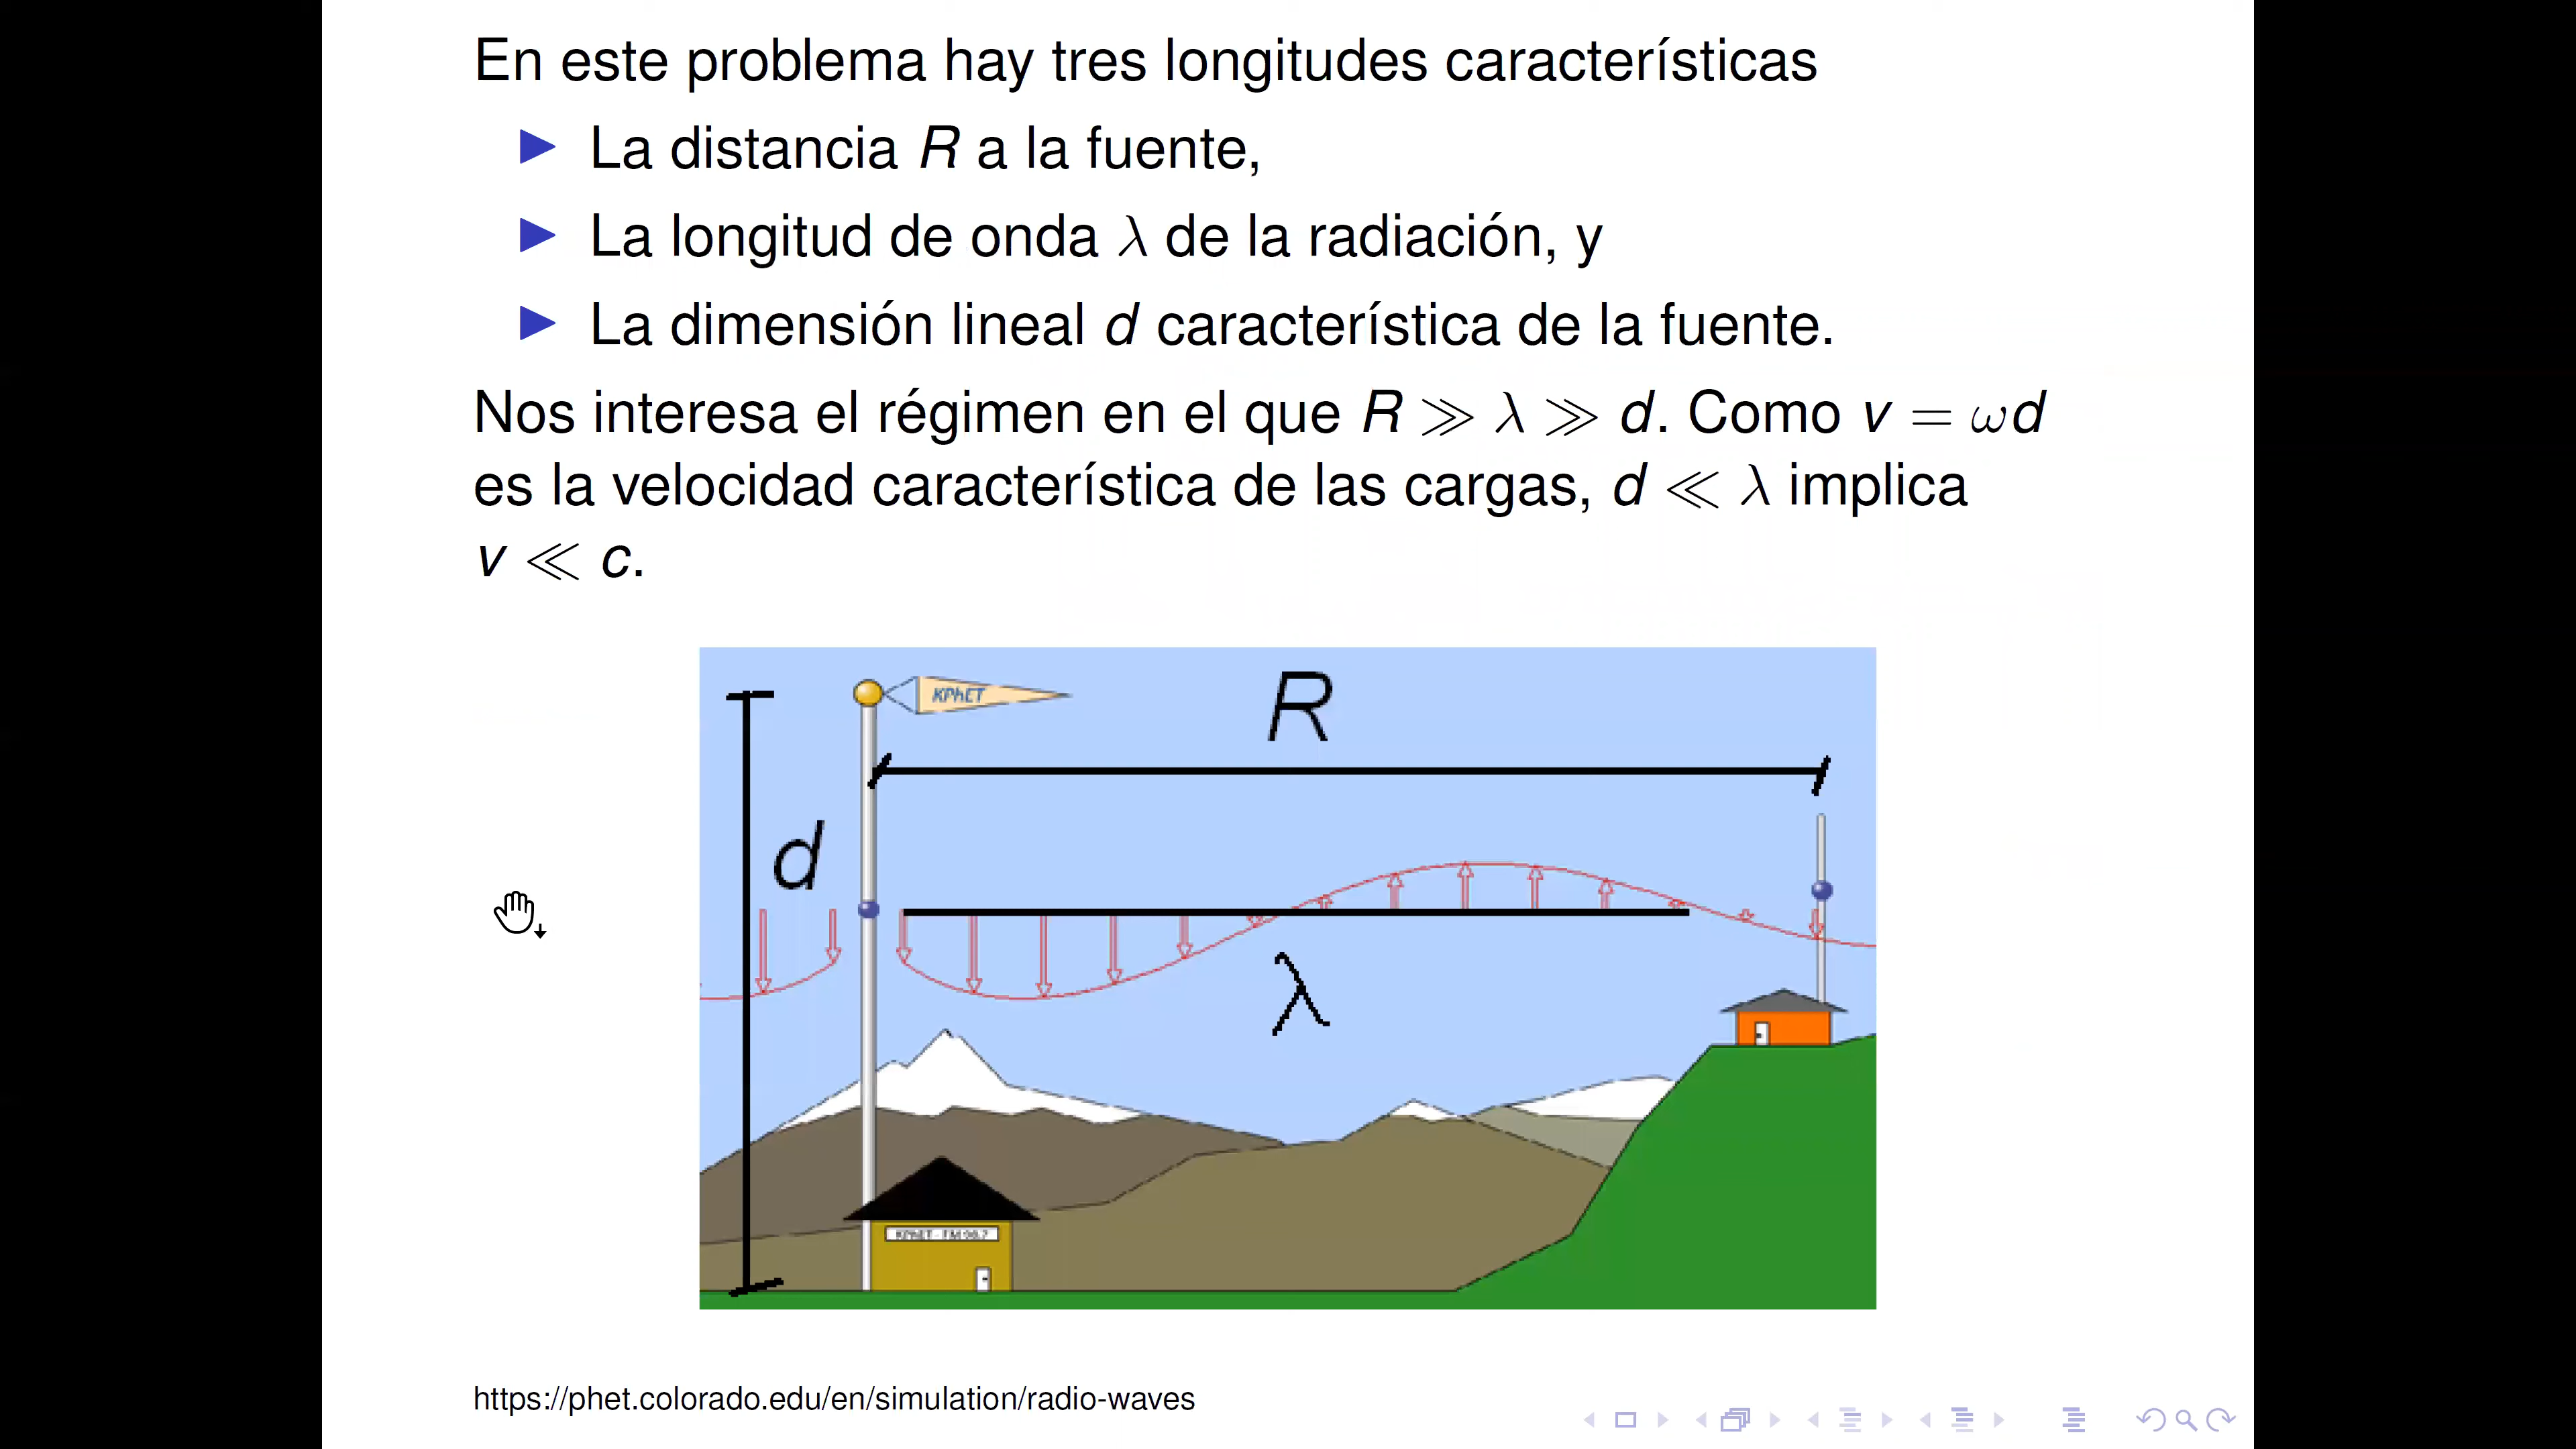 En este problema hay tres longitudes características
La distancia R a la fuente,
La longitud de onda λ de la radiación, y
La dimensión lineal d característica de la fuente.
Nos interesa el régimen en el que R ≫ λ ≫ d. Como v = ωd
es la velocidad característica de las cargas, d ≪ λ implica
v ≪ c.
KPhET
R
d
λ
https://phet.colorado.edu/en/simulation/radio-waves